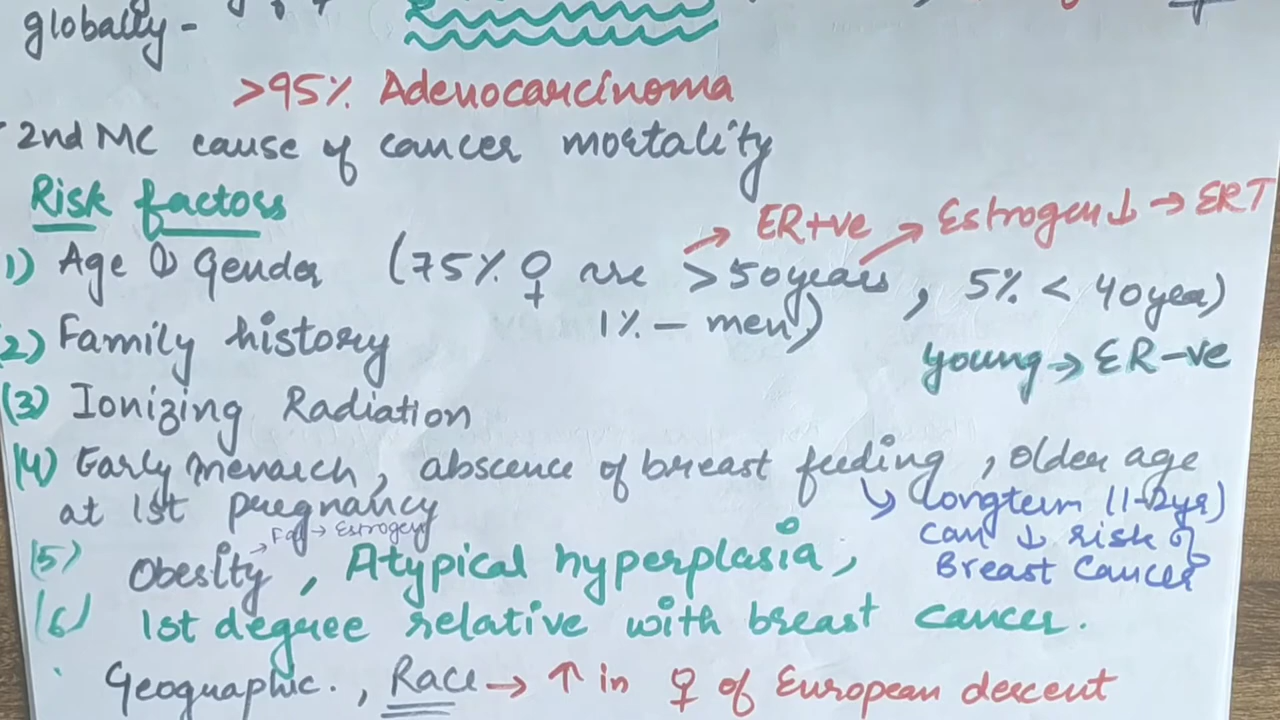 globally -
>95% Adenocarcinoma
2nd MC cause of cancer mortality
Risk factors
→ ER+ve → Estrogen↓ → ERT
1) Age & Gender (75% ♀ are >50years, 5% < 40year)
1% - men)
young → ER-ve
(2) Family history
(3) Ionizing Radiation
(4) Early menarch, abscence of breast feeding, older age
at 1st pregnancy
↳ longterm (1-2yr)
can ↓ risk of
Breast Cancer
→ Fat → Estrogen
(5) Obesity, Atypical hyperplasia,
(6) 1st degree relative with breast cancer.
Geographic., Race → ↑ in ♀ of European descent